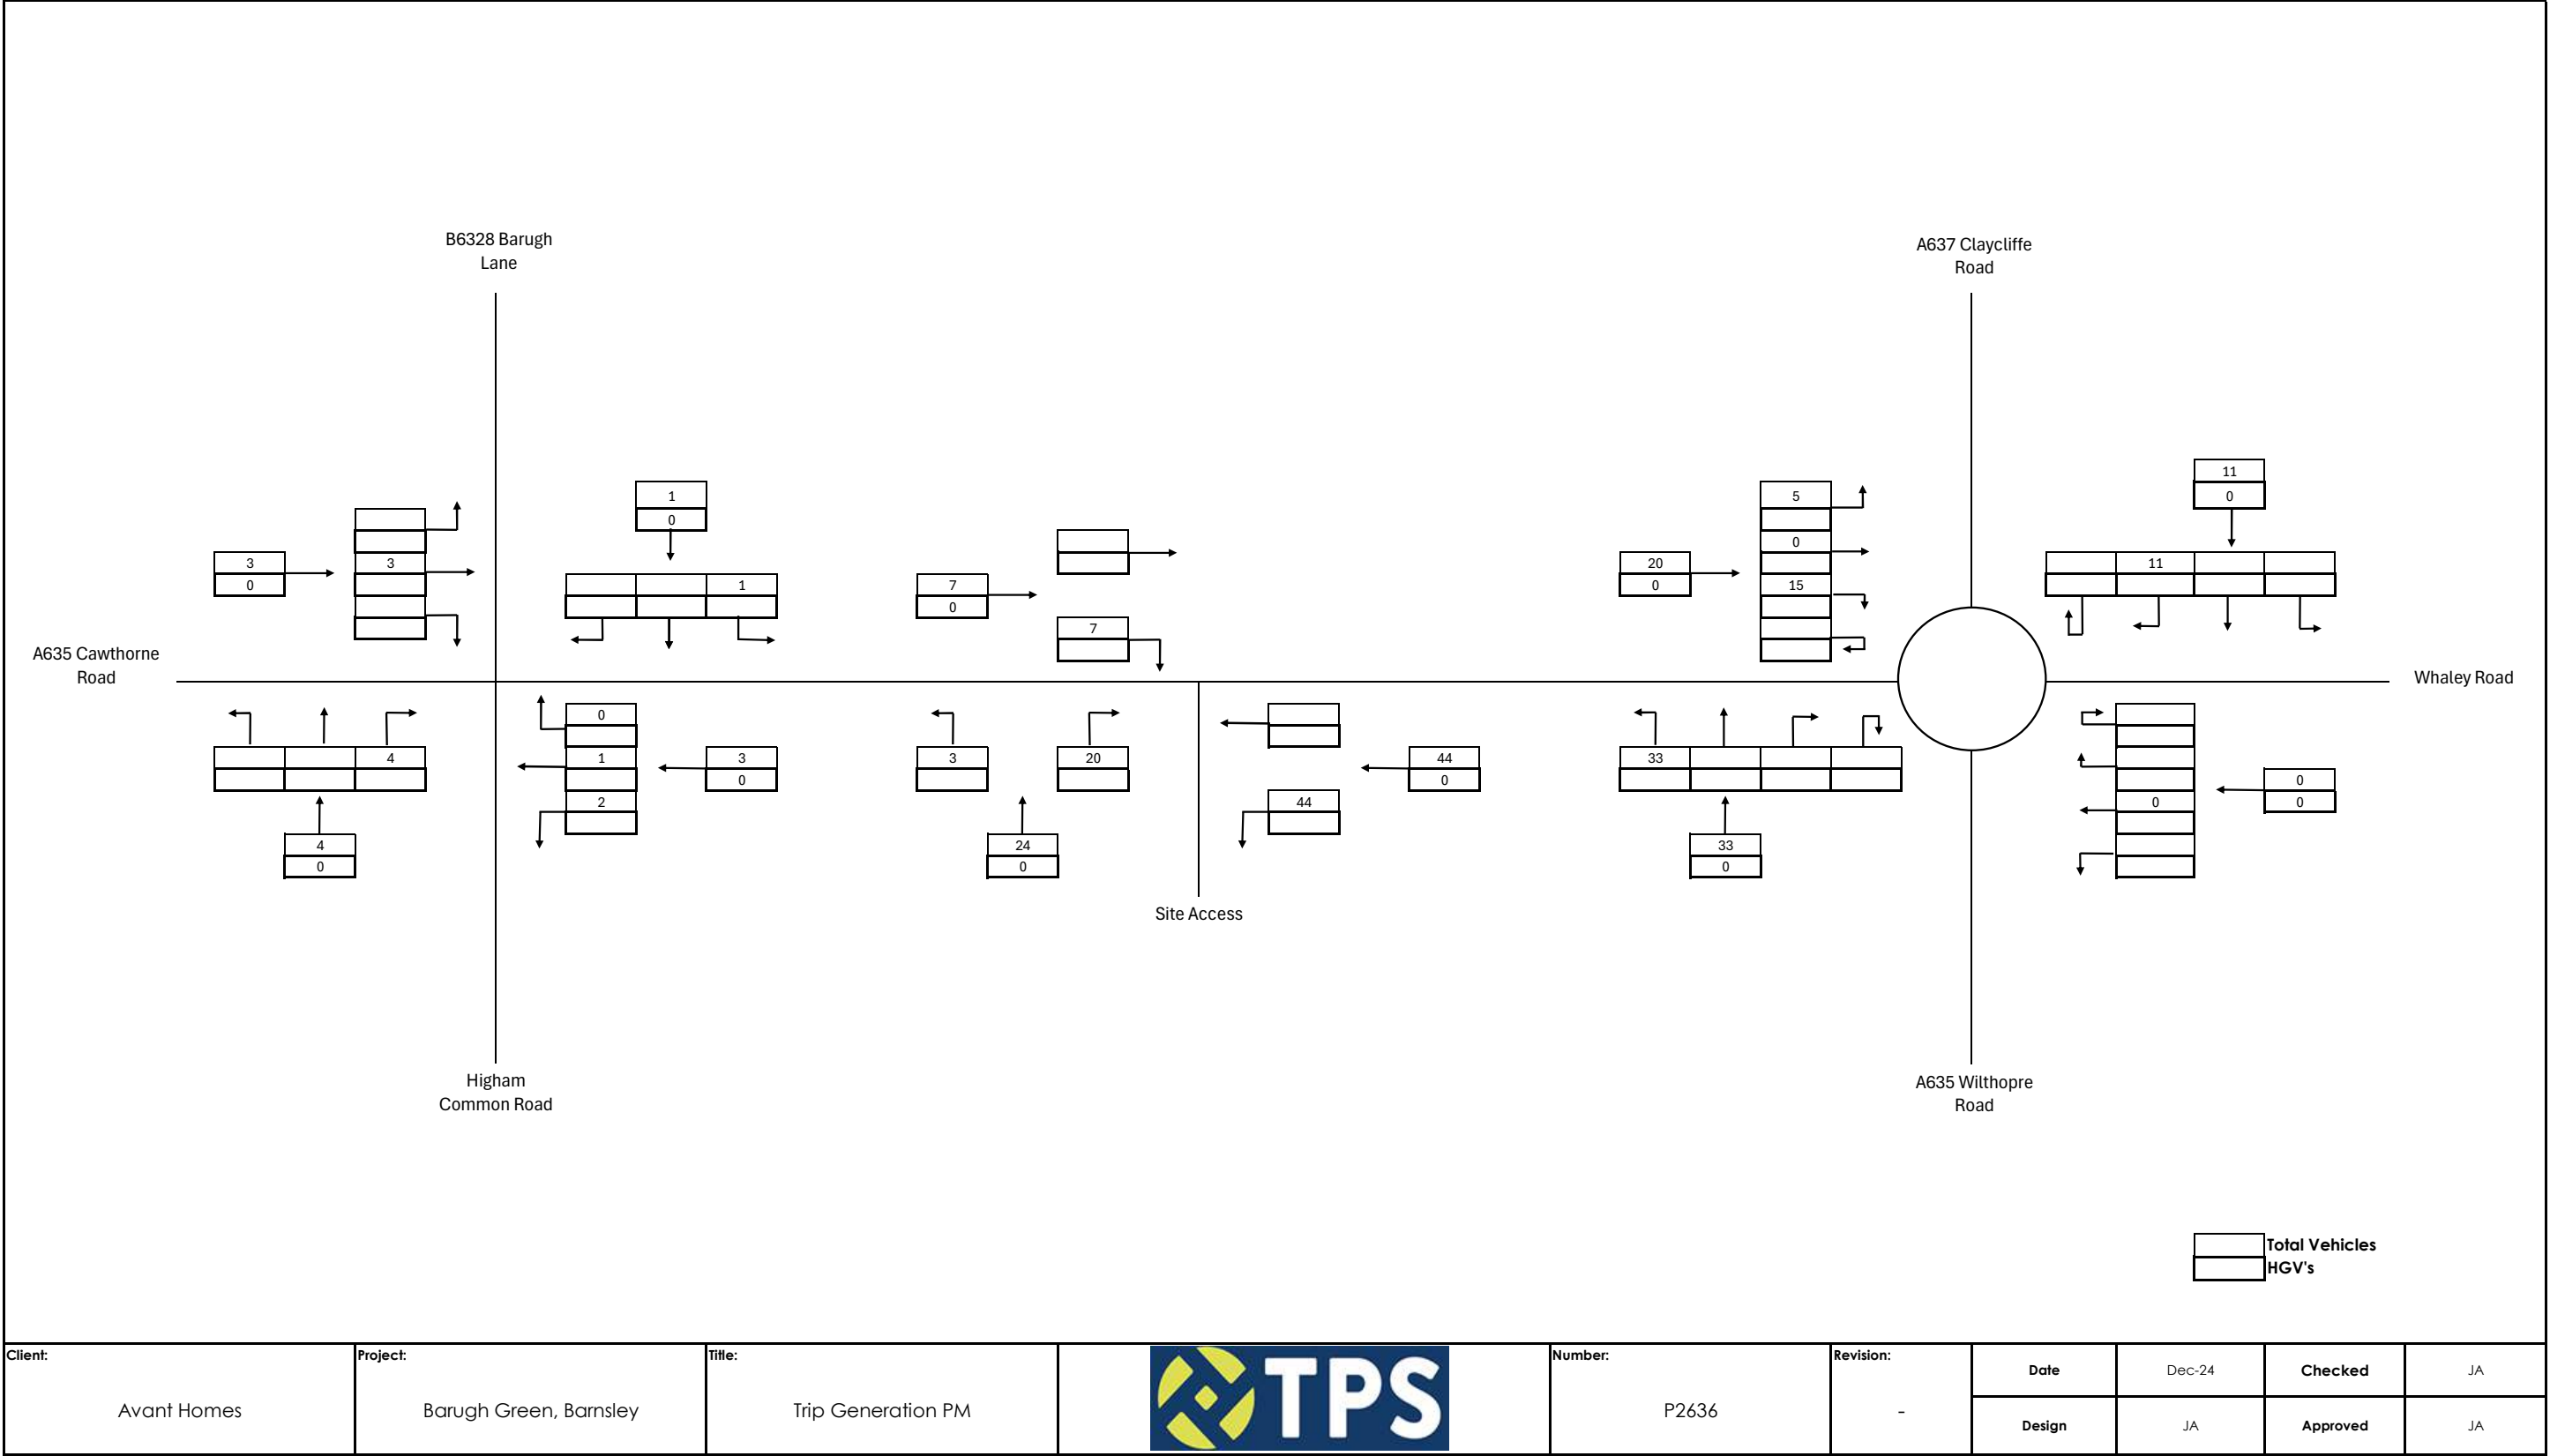 B6328 Barugh
Lane
A637 Claycliffe
Road
11
0
1
0
5
0
15
3
0
3
20
0
11
7
0
1
7
A635 Cawthorne
Road
Whaley Road
0
1
2
4
3
0
3
20
44
0
44
33
0
0
0
4
0
24
0
33
0
Site Access
Higham
Common Road
A635 Wilthopre
Road
Total Vehicles
HGV's
Client:
Avant Homes
Project:
Barugh Green, Barnsley
Title:
Trip Generation PM
TPS
Number:
P2636
Revision:
-
Date
Dec-24
Checked
JA
Design
JA
Approved
JA